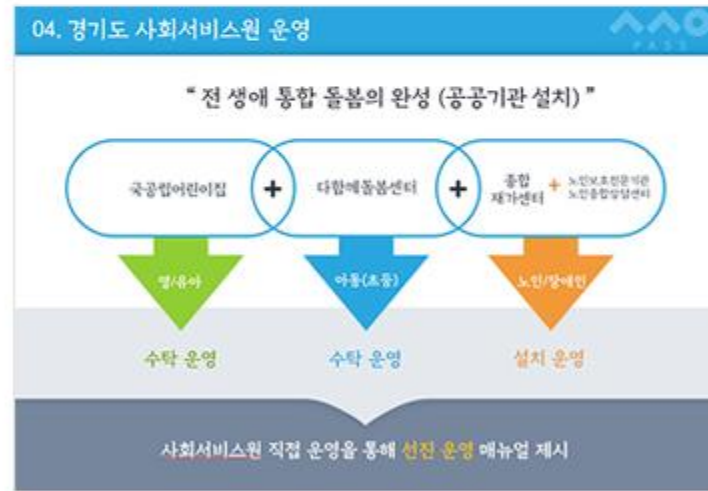 04. 경기도 사회서비스원 운영
PASS
“ 전 생애 통합 돌봄의 완성 (공공기관 설치) ”
국공립어린이집
+
다함께돌봄센터
+
종합
재가센터
+
노인보호전문기관
노인종합상담센터
영/유아
아동(초등)
노인/장애인
수탁 운영
수탁 운영
설치 운영
사회서비스원 직접 운영을 통해 선진 운영 매뉴얼 제시